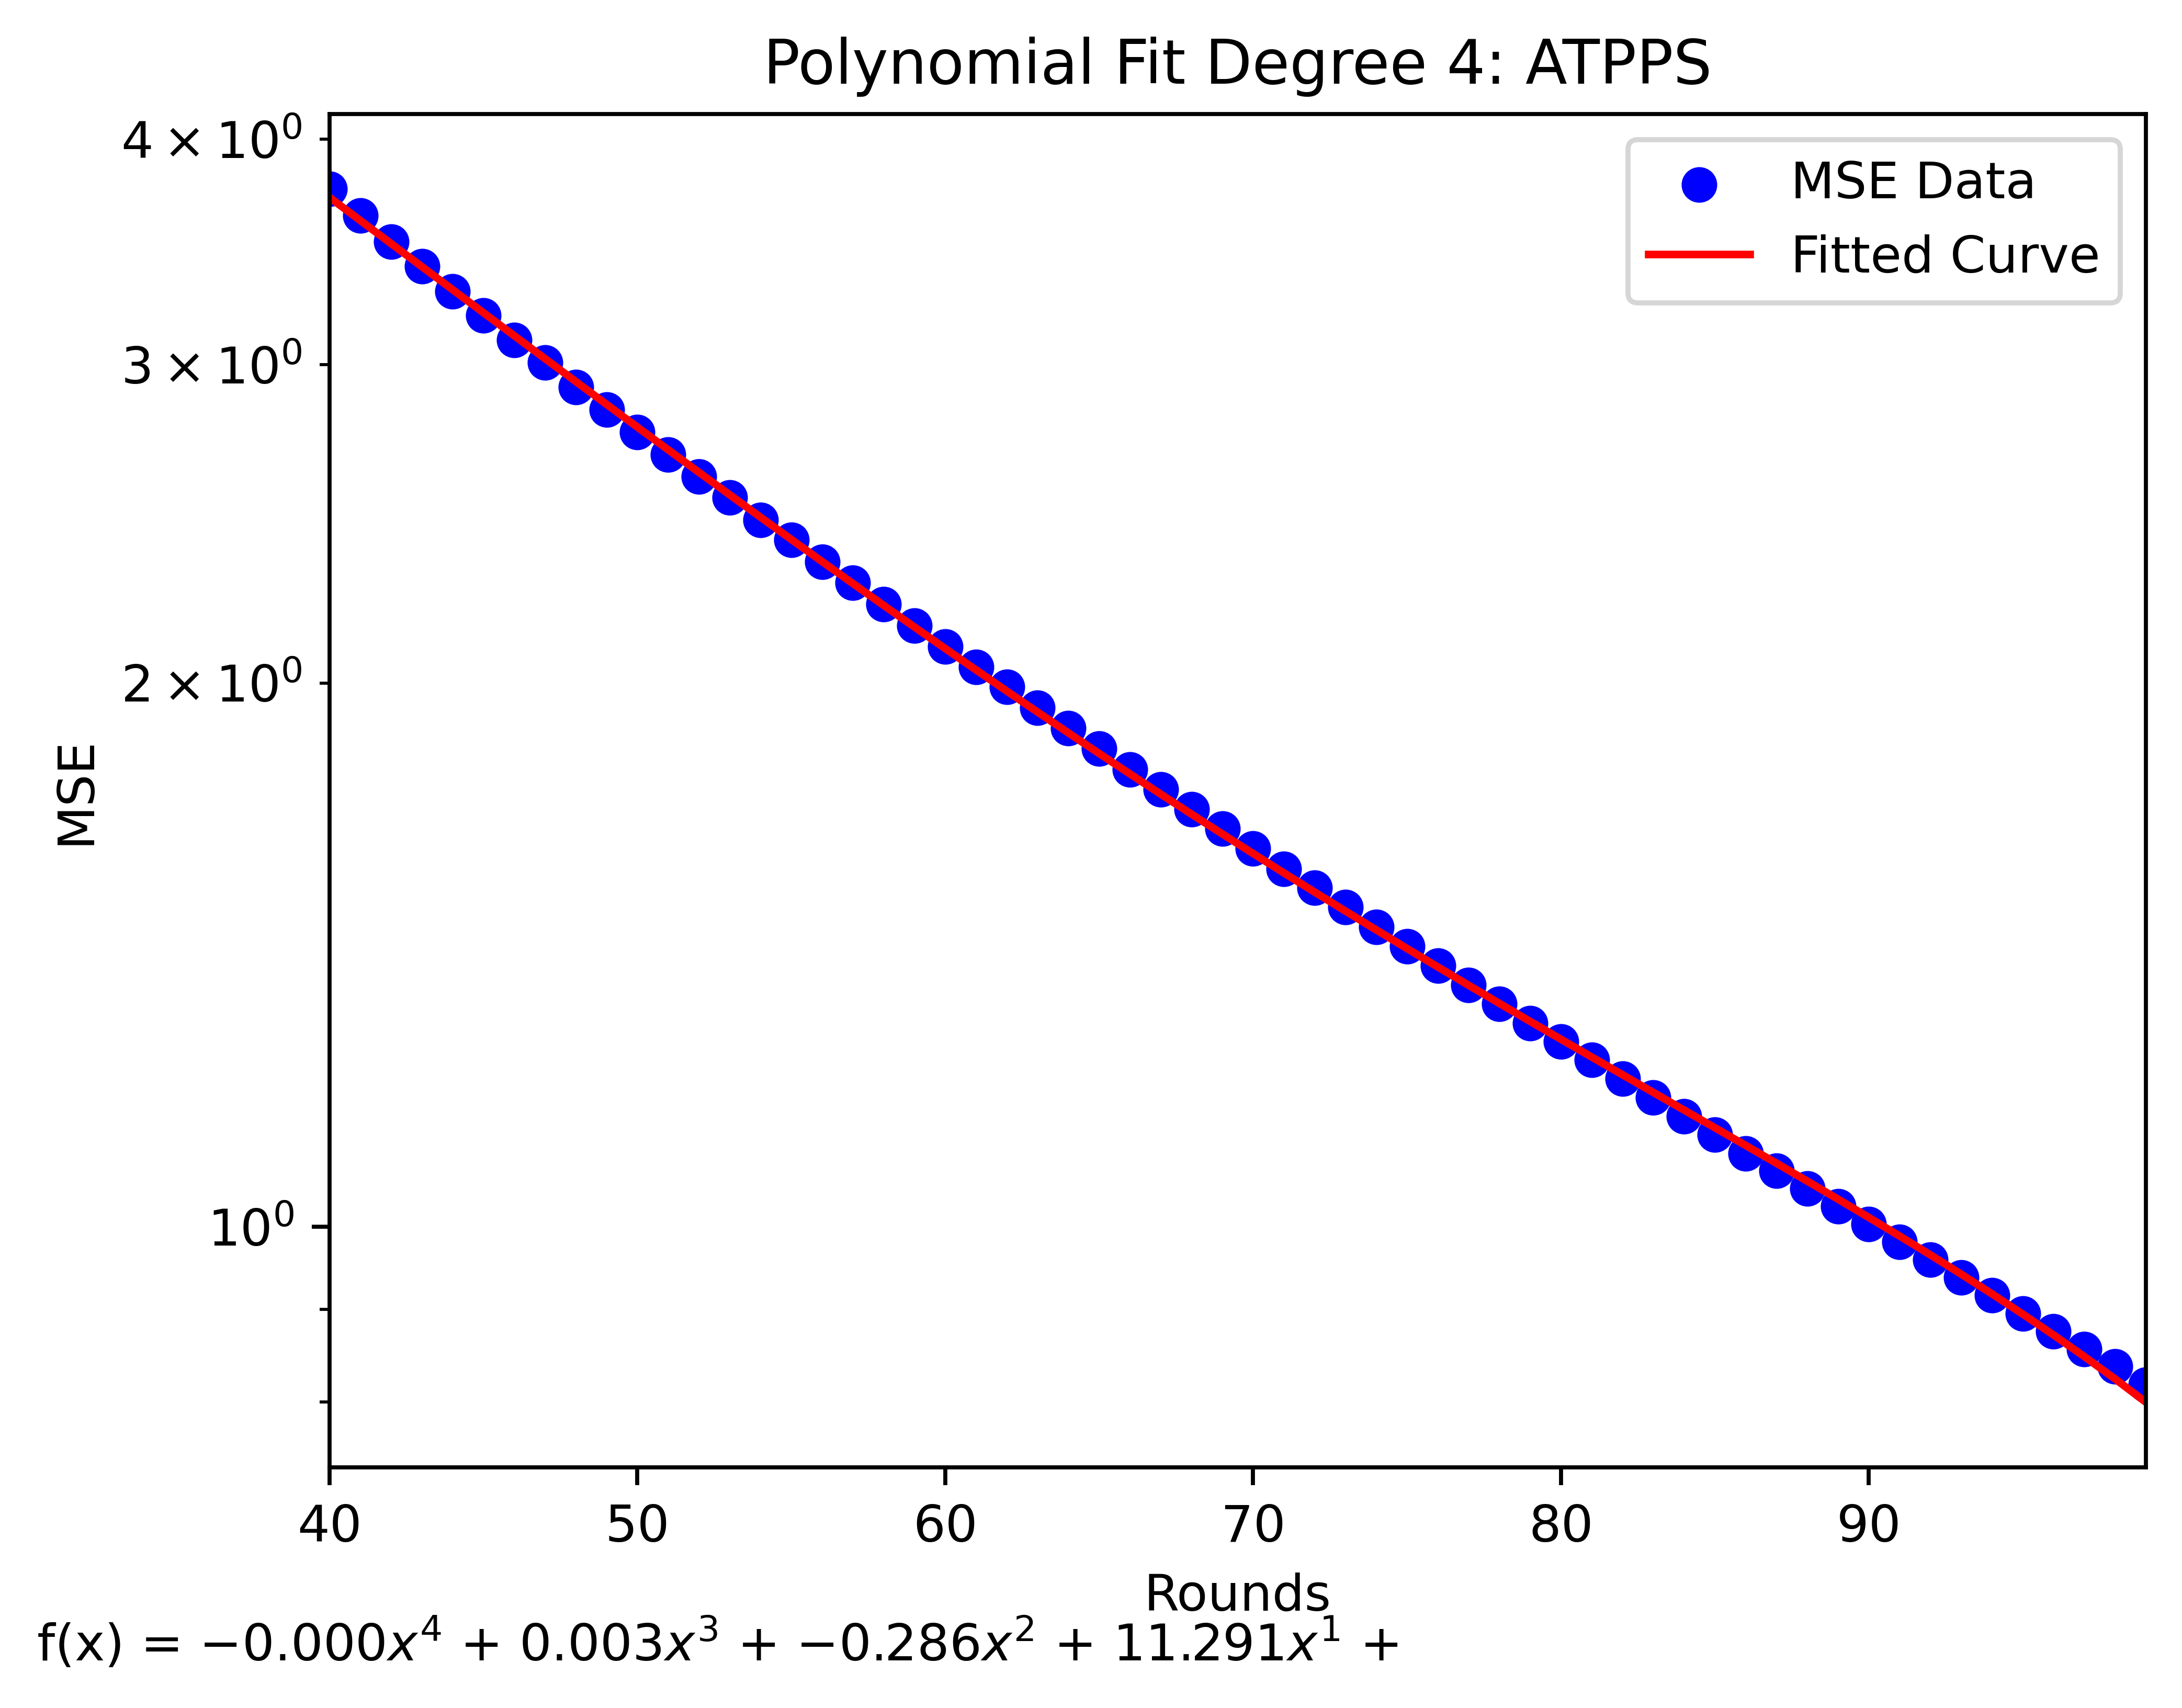 Polynomial Fit Degree 4: ATPPS
4 × 10⁰
3 × 10⁰
2 × 10⁰
10⁰
MSE
MSE Data
Fitted Curve
40 50 60 70 80 90
Rounds
f(x) = −0.000x⁴ + 0.003x³ + −0.286x² + 11.291x¹ +